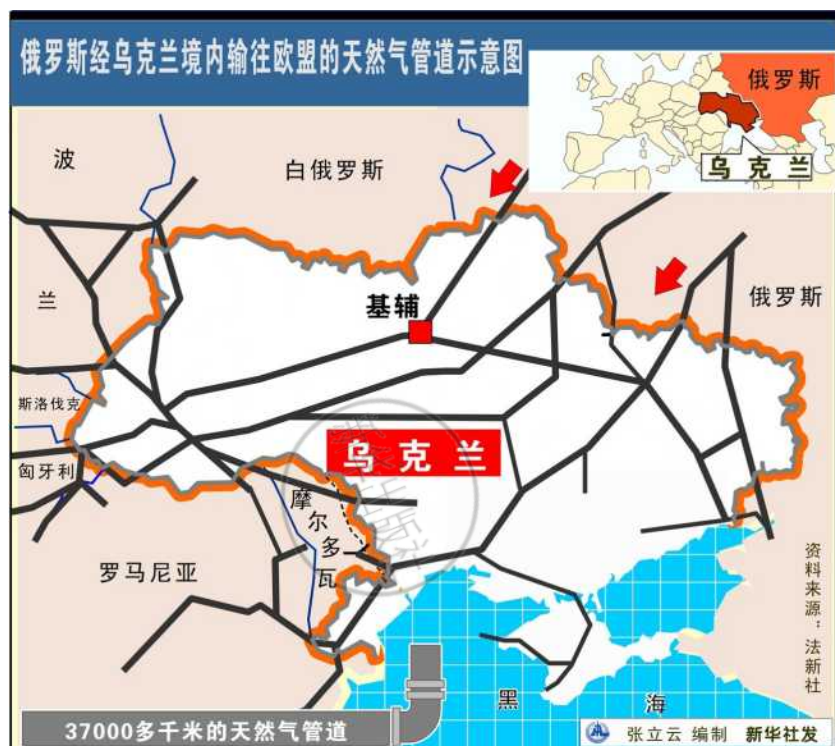 俄罗斯经乌克兰境内输往欧盟的天然气管道示意图
俄罗斯
乌克兰
波兰
白俄罗斯
基辅
俄罗斯
斯洛伐克
匈牙利
乌克兰
摩尔多瓦
罗马尼亚
黑海
资料来源：法新社
37000多千米的天然气管道
张立云 编制 新华社发